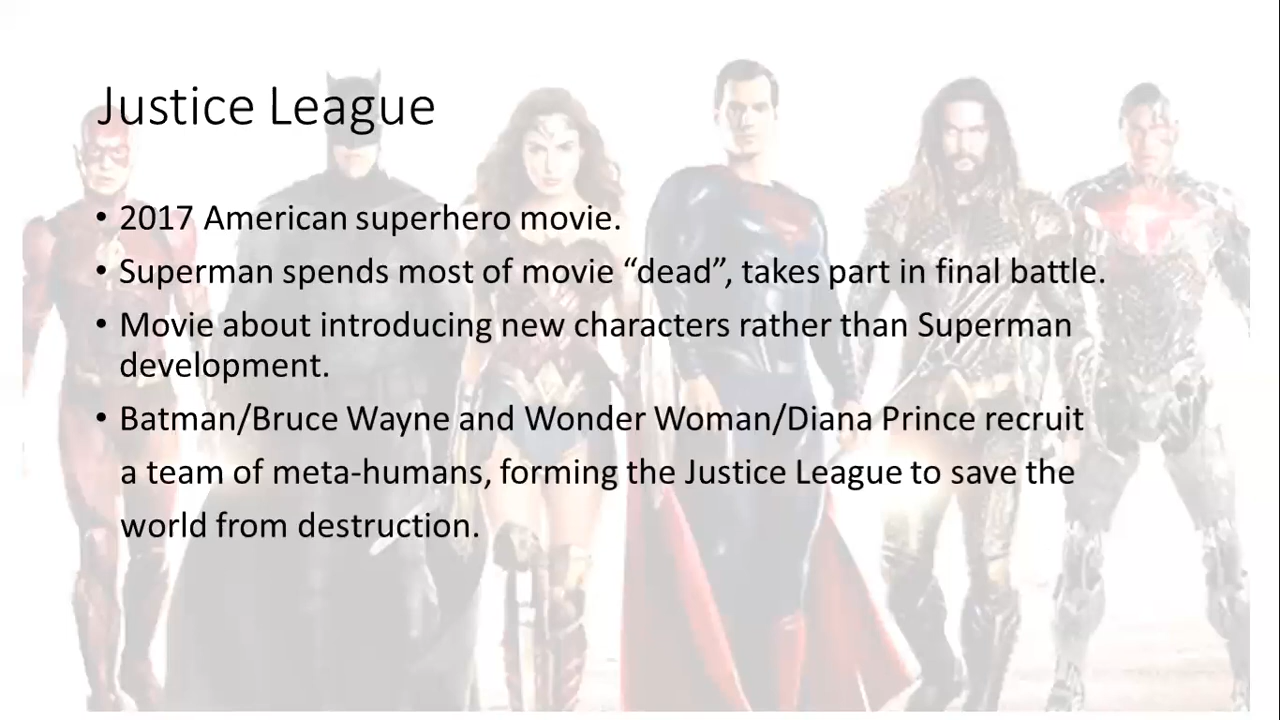 Justice League
• 2017 American superhero movie.
• Superman spends most of movie “dead”, takes part in final battle.
• Movie about introducing new characters rather than Superman
development.
• Batman/Bruce Wayne and Wonder Woman/Diana Prince recruit
a team of meta-humans, forming the Justice League to save the
world from destruction.